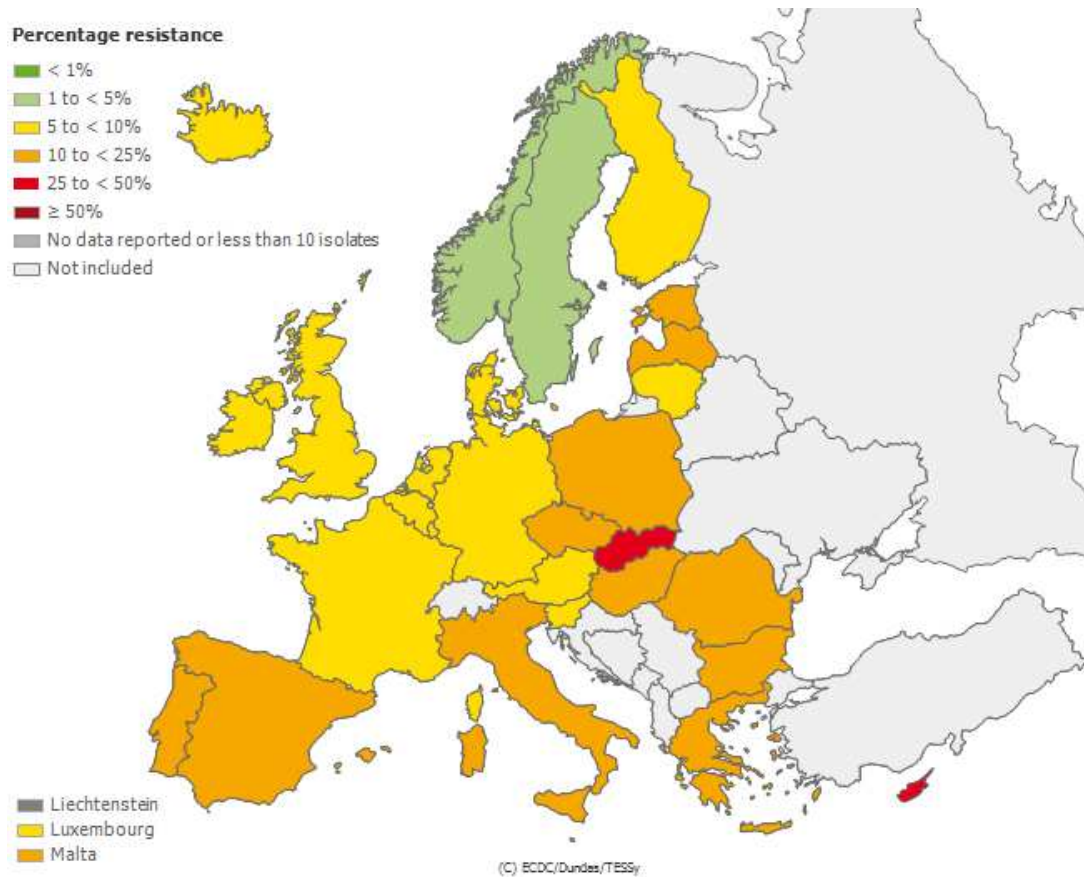 Percentage resistance
< 1%
1 to < 5%
5 to < 10%
10 to < 25%
25 to < 50%
≥ 50%
No data reported or less than 10 isolates
Not included
Liechtenstein
Luxembourg
Malta
(C) ECDC/Dundas/TESSy